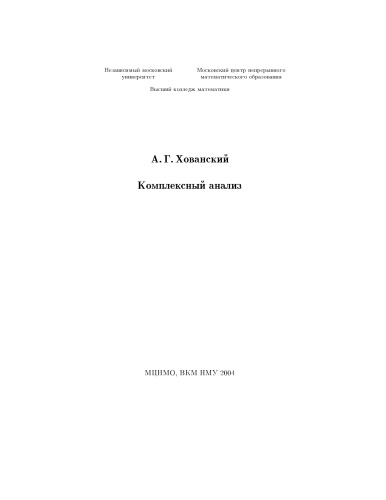 Независимый московский университет
Московский центр непрерывного математического образования
Высший колледж математики
А. Г. Хованский
Комплексный анализ
МЦНМО, ВКМ НМУ 2004